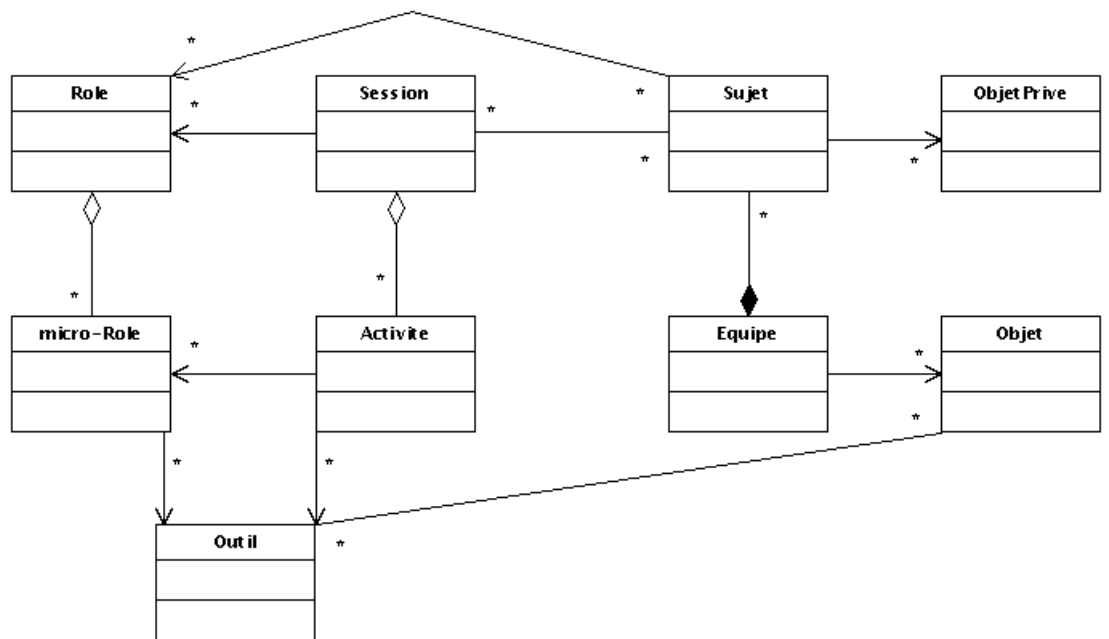 *
Role
Session
Sujet
ObjetPrive
*
*
*
*
*
*
*
*
*
micro-Role
Activite
Equipe
Objet
*
*
*
*
*
Outil
*